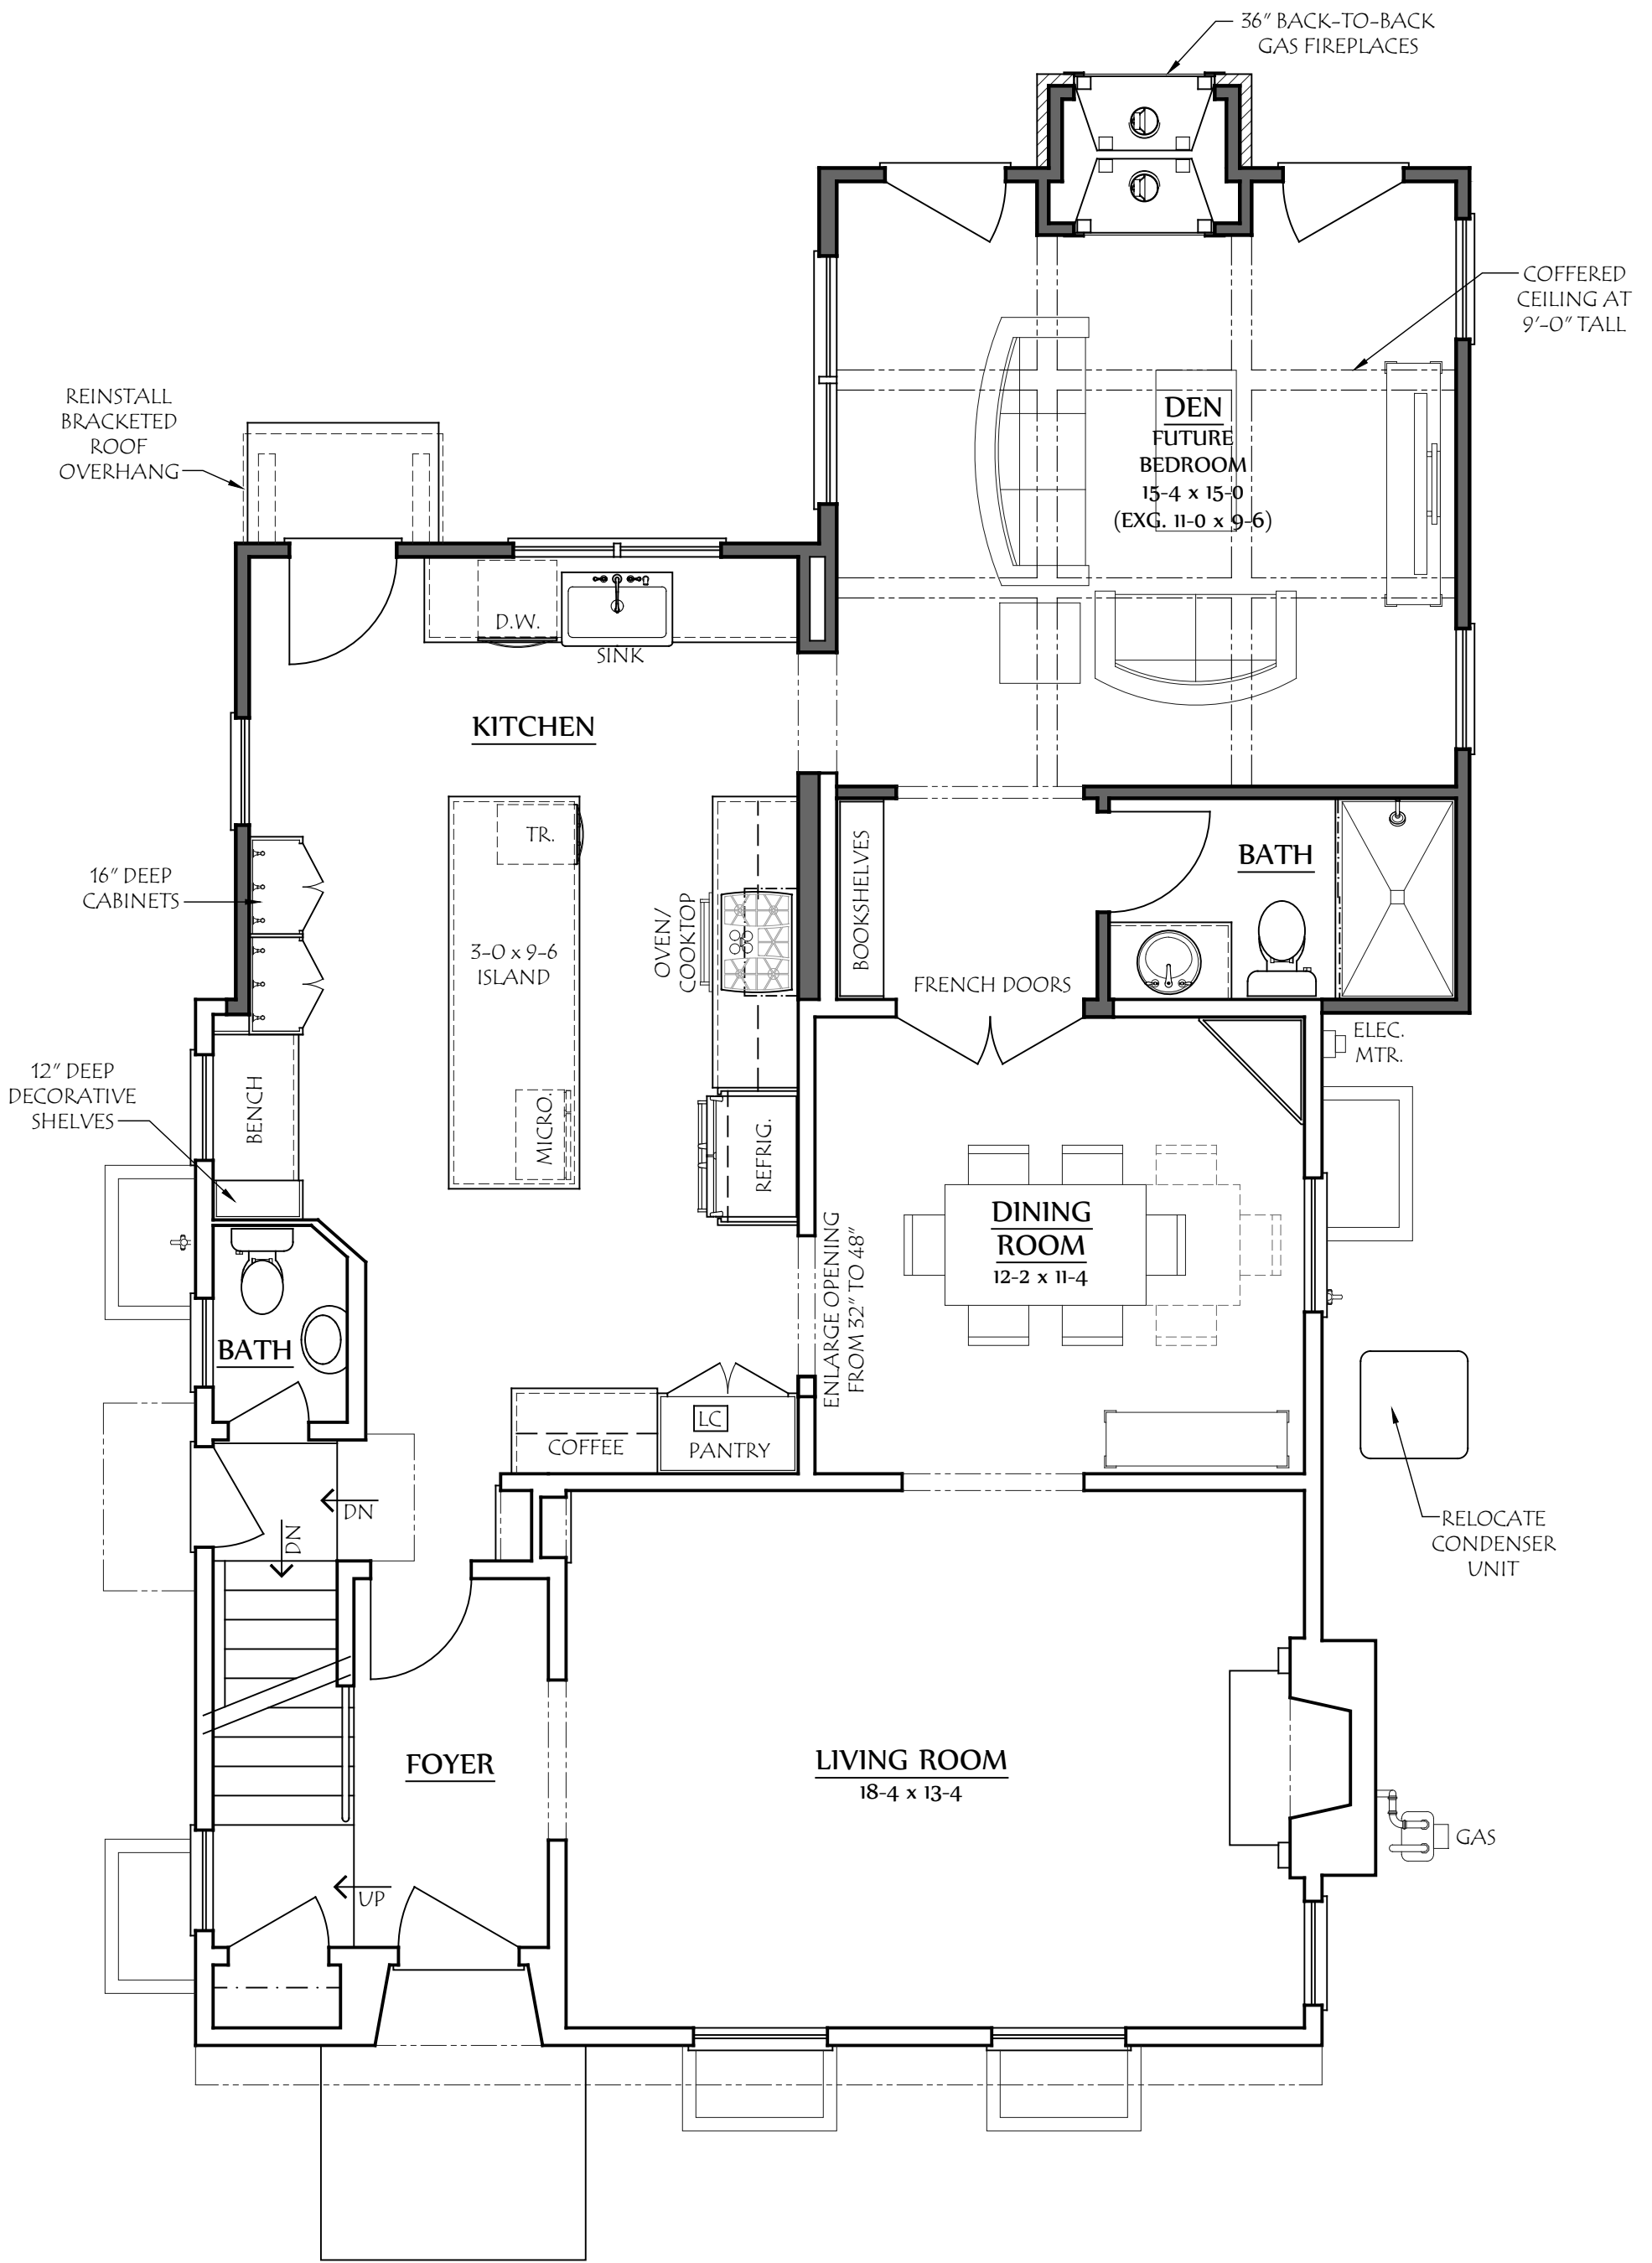 36" BACK-TO-BACK
GAS FIREPLACES
COFFERED
CEILING AT
9'-0" TALL
REINSTALL
BRACKETED
ROOF
OVERHANG
DEN
FUTURE
BEDROOM
15-4 x 15-0
(EXG. 11-0 x 9-6)
D.W.
SINK
KITCHEN
TR.
16" DEEP
CABINETS
3-0 x 9-6
ISLAND
OVEN/
COOKTOP
BOOKSHELVES
BATH
FRENCH DOORS
ELEC.
MTR.
12" DEEP
DECORATIVE
SHELVES
BENCH
MICRO.
REFRIG.
DINING
ROOM
12-2 x 11-4
ENLARGE OPENING
FROM 32" TO 48"
BATH
LC
COFFEE
PANTRY
DN
DN
RELOCATE
CONDENSER
UNIT
FOYER
LIVING ROOM
18-4 x 13-4
GAS
UP